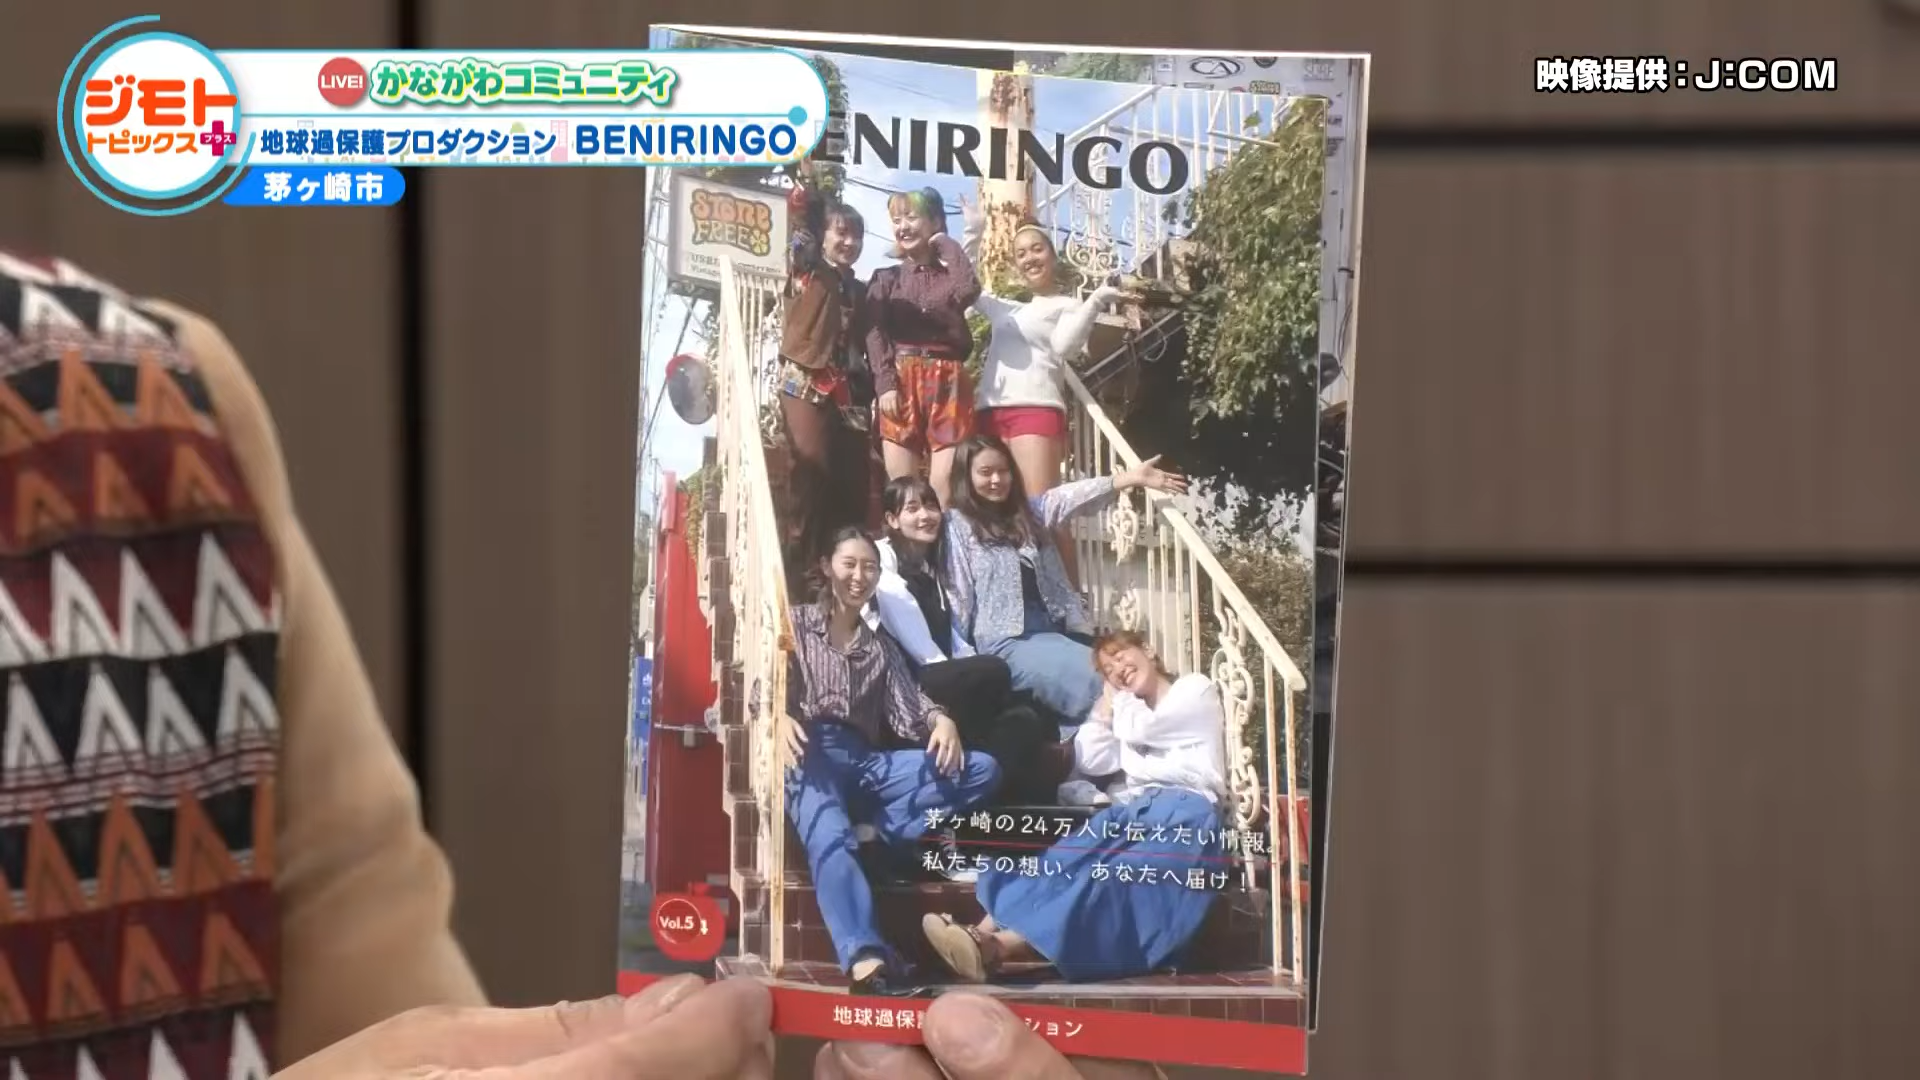 ジモト
トピックス
プラス
LIVE! かながわコミュニティ
地球過保護プロダクション BENIRINGO
茅ヶ崎市
映像提供：J:COM
ENIRINGO
STONE
FREE
茅ヶ崎の24万人に伝えたい情報。
私たちの想い、あなたへ届け！
Vol.5
地球過保
ション